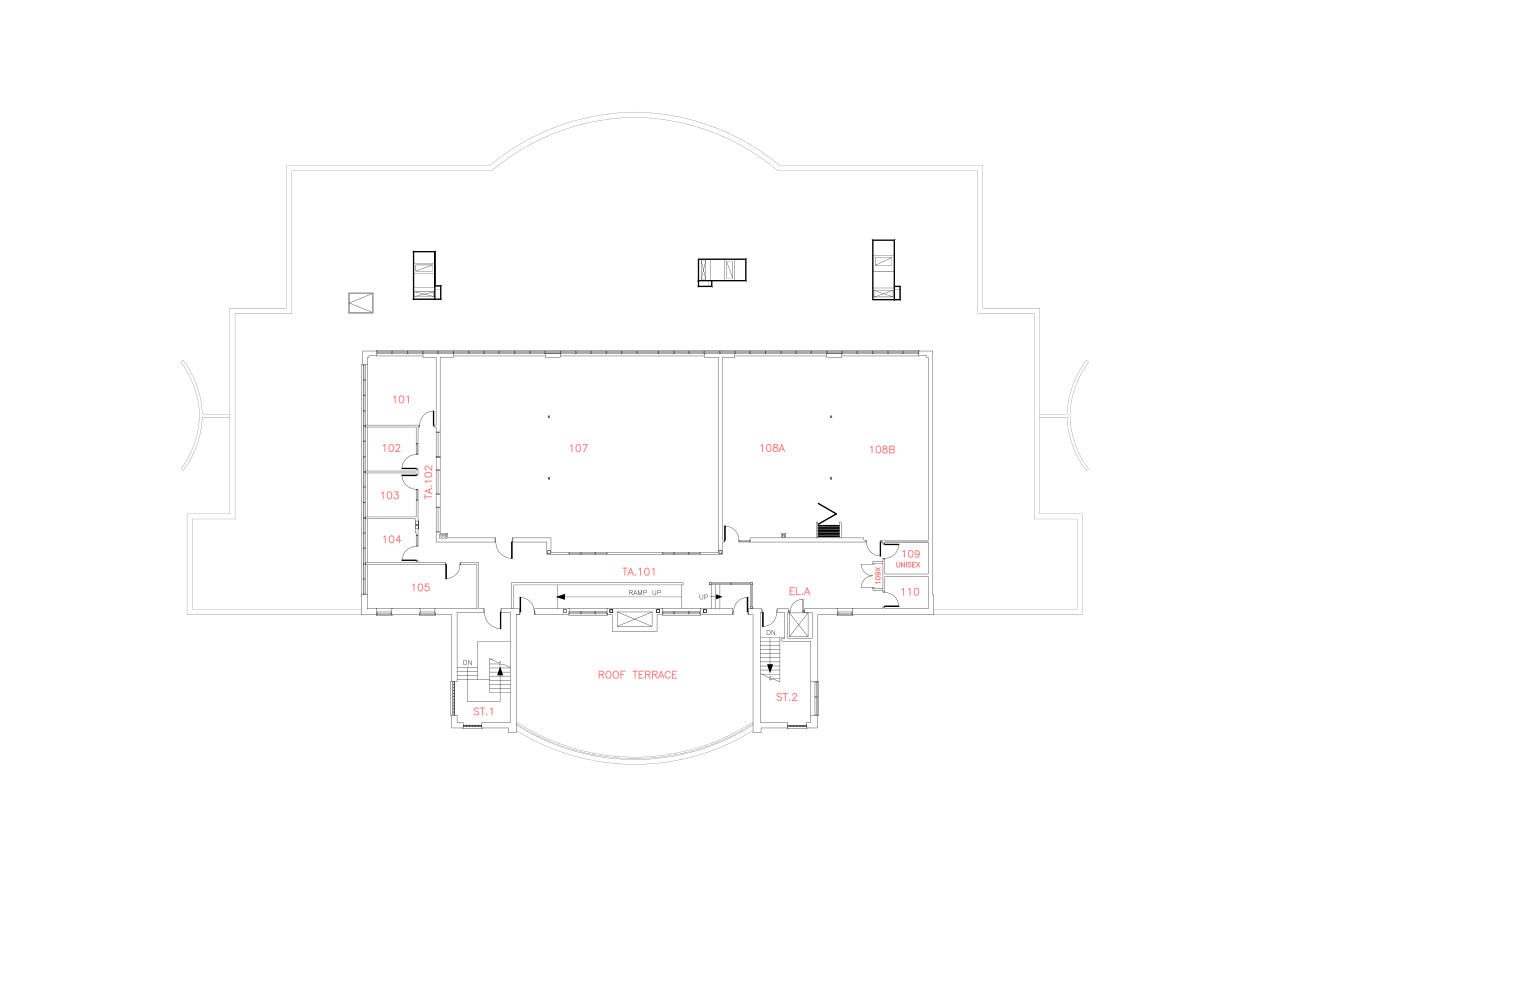 101
102
107
108A
108B
TA.102
103
104
109
UNISEX
TA.101
109X
105
RAMP UP
UP
EL.A
110
DN
DN
ROOF TERRACE
ST.2
ST.1